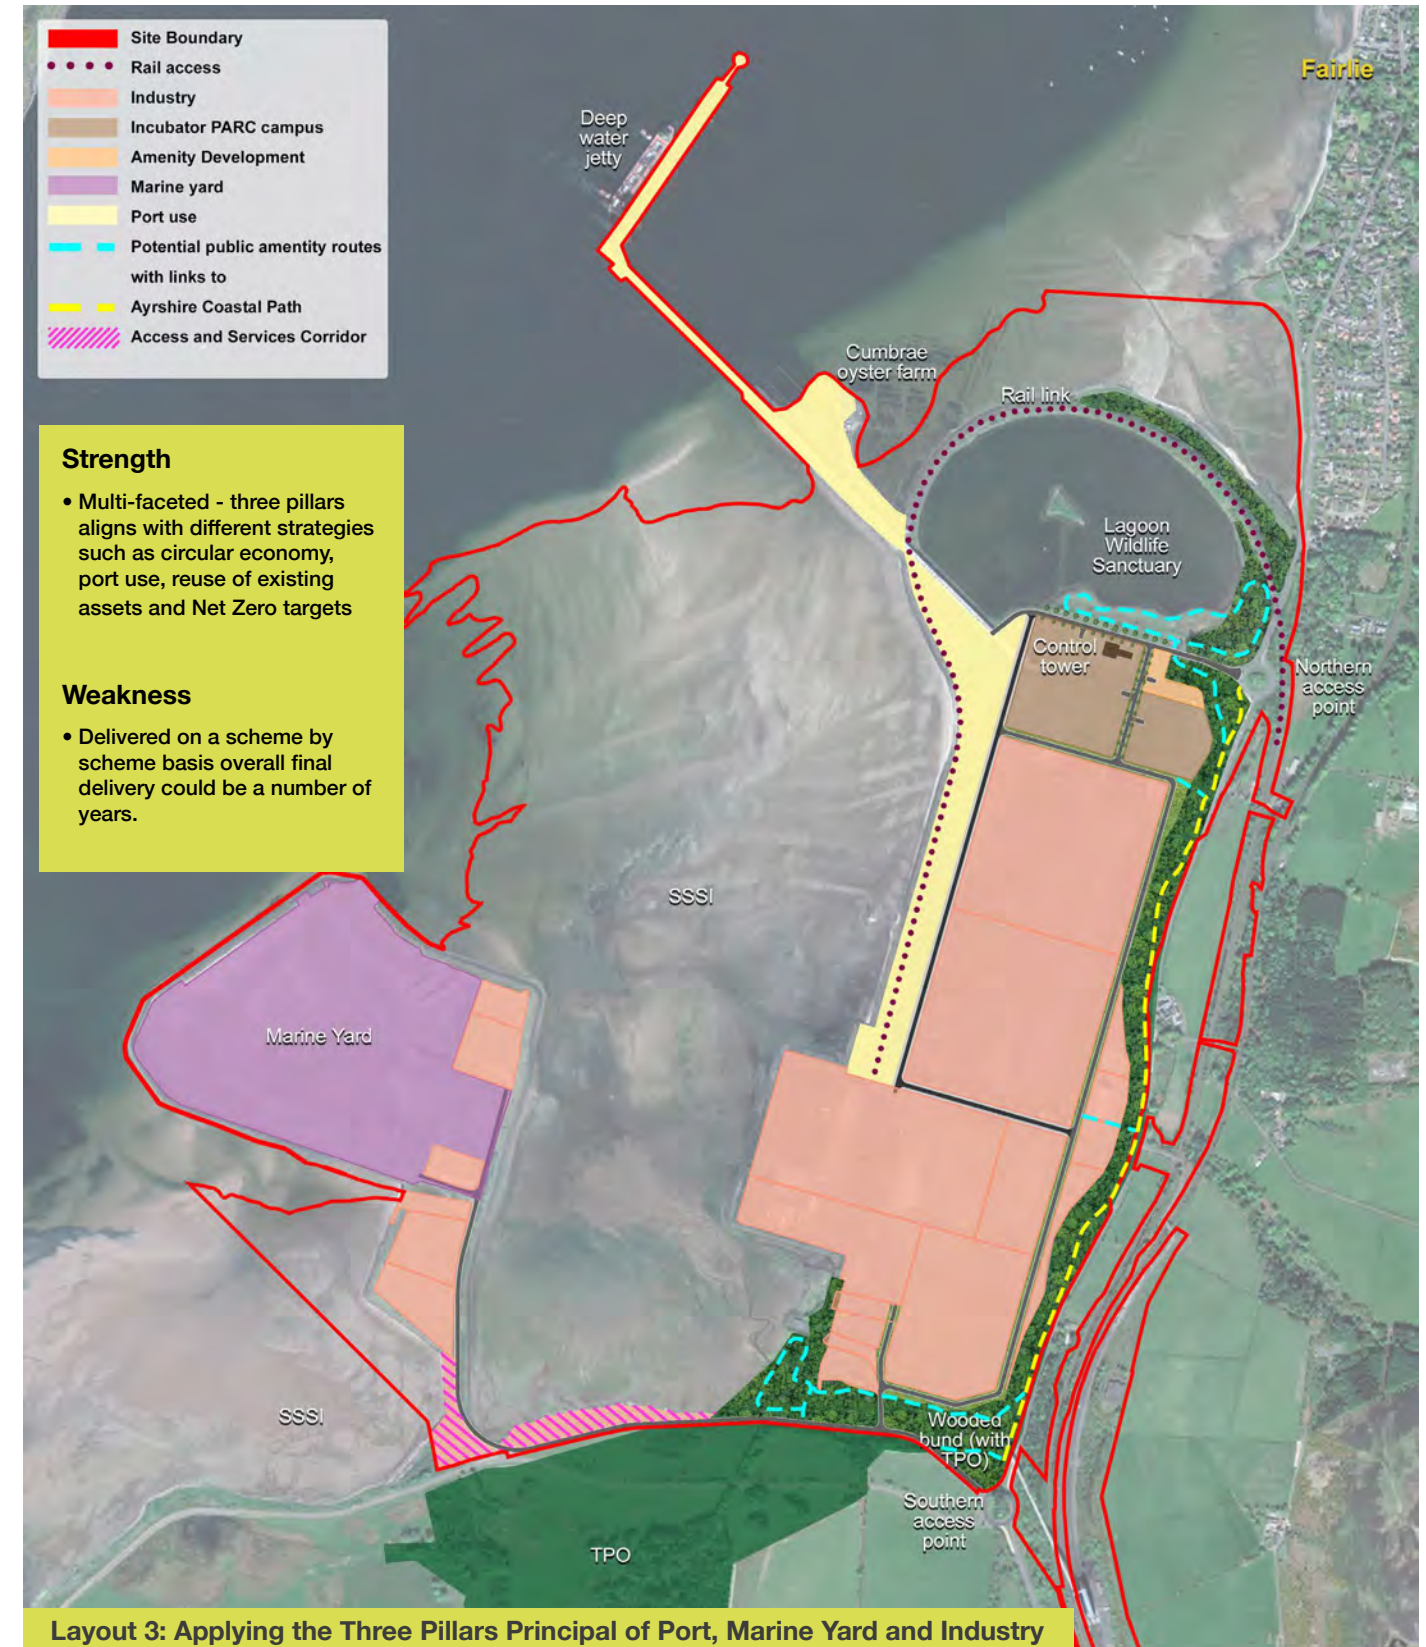 Site Boundary
Rail access
Industry
Incubator PARC campus
Amenity Development
Marine yard
Port use
Potential public amentity routes
with links to
Ayrshire Coastal Path
Access and Services Corridor
Strength
• Multi-faceted - three pillars
aligns with different strategies
such as circular economy,
port use, reuse of existing
assets and Net Zero targets
Weakness
• Delivered on a scheme by
scheme basis overall final
delivery could be a number of
years.
Fairlie
Deep
water
jetty
Cumbrae
oyster farm
Rail link
Lagoon
Wildlife
Sanctuary
Control
tower
Northern
access
point
SSSI
Marine Yard
SSSI
Wooded
bund (with
TPO)
Southern
access
point
TPO
Layout 3: Applying the Three Pillars Principal of Port, Marine Yard and Industry